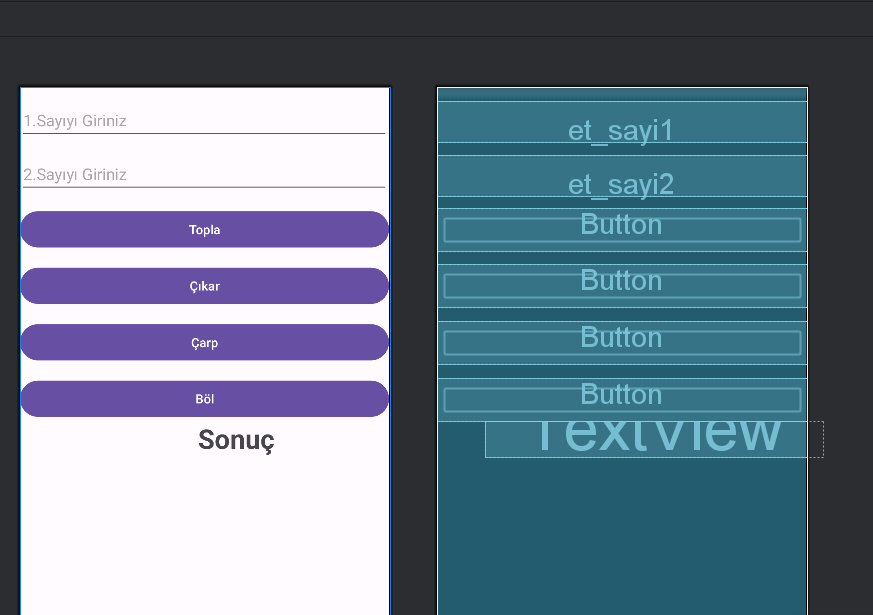 1.Sayıyı Giriniz
2.Sayıyı Giriniz
Topla
Çıkar
Çarp
Böl
Sonuç
et_sayi1
et_sayi2
Button
Button
Button
Button
TextView